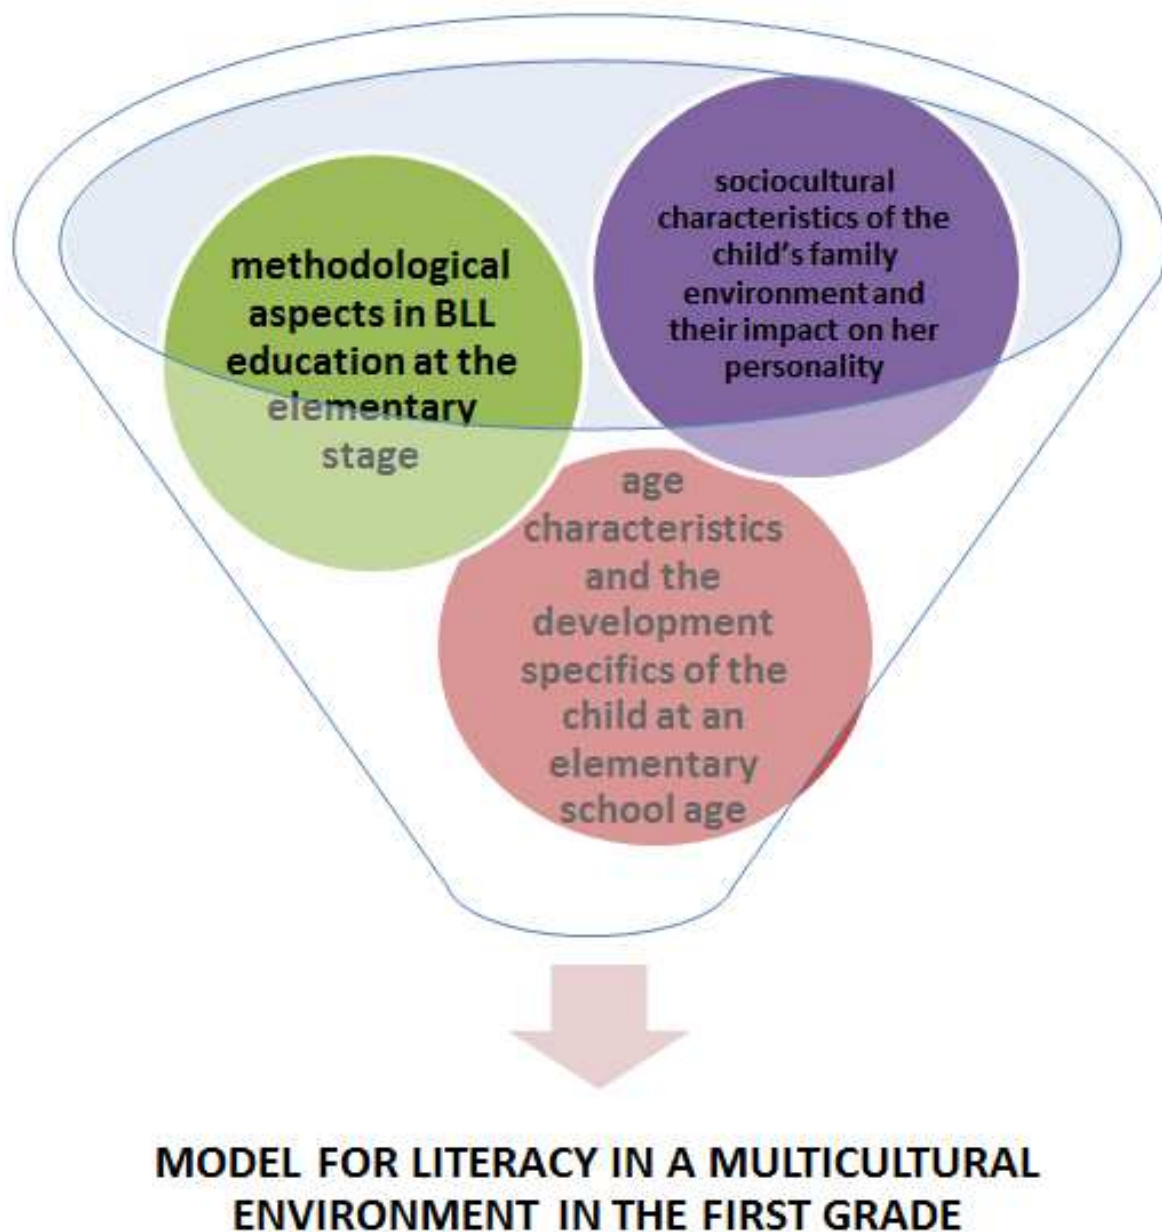 methodological
aspects in BLL
education at the
elementary
stage
sociocultural
characteristics of the
child's family
environment and
their impact on her
personality
age
characteristics
and the
development
specifics of the
child at an
elementary
school age
MODEL FOR LITERACY IN A MULTICULTURAL
ENVIRONMENT IN THE FIRST GRADE